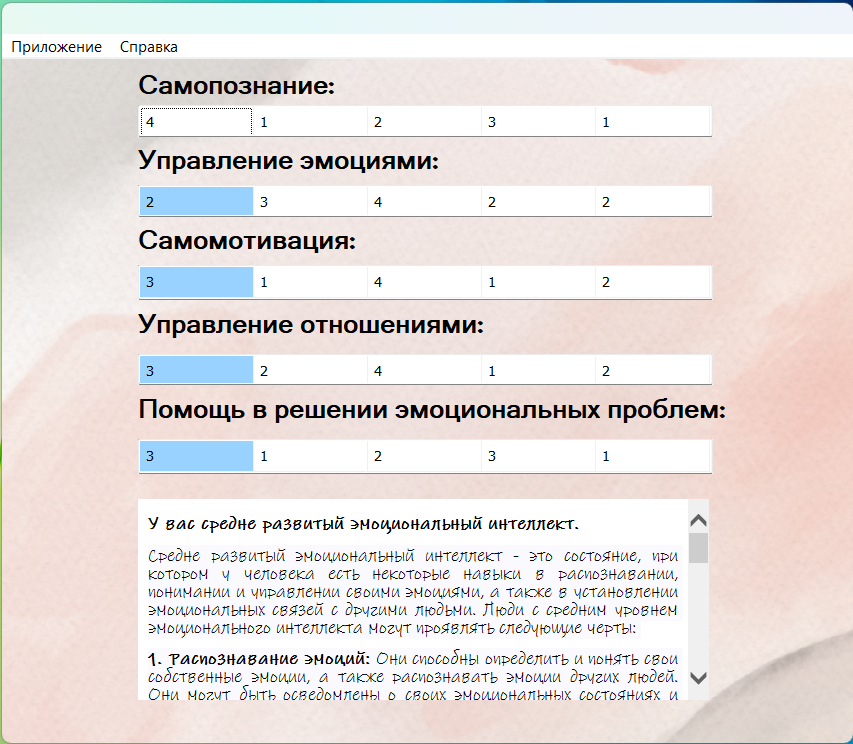 Приложение Справка
Самопознание:
4 1 2 3 1
Управление эмоциями:
2 3 4 2 2
Самомотивация:
3 1 4 1 2
Управление отношениями:
3 2 4 1 2
Помощь в решении эмоциональных проблем:
3 1 2 3 1
У вас средне развитый эмоциональный интеллект.
Средне развитый эмоциональный интеллект - это состояние, при
котором у человека есть некоторые навыки в распознавании,
понимании и управлении своими эмоциями, а также в установлении
эмоциональных связей с другими людьми. Люди с средним уровнем
эмоционального интеллекта могут проявлять следующие черты:
1. Распознавание эмоций: Они способны определить и понять свои
собственные эмоции, а также распознавать эмоции других людей.
Они могут быть осведомлены о своих эмоциональных состояниях и